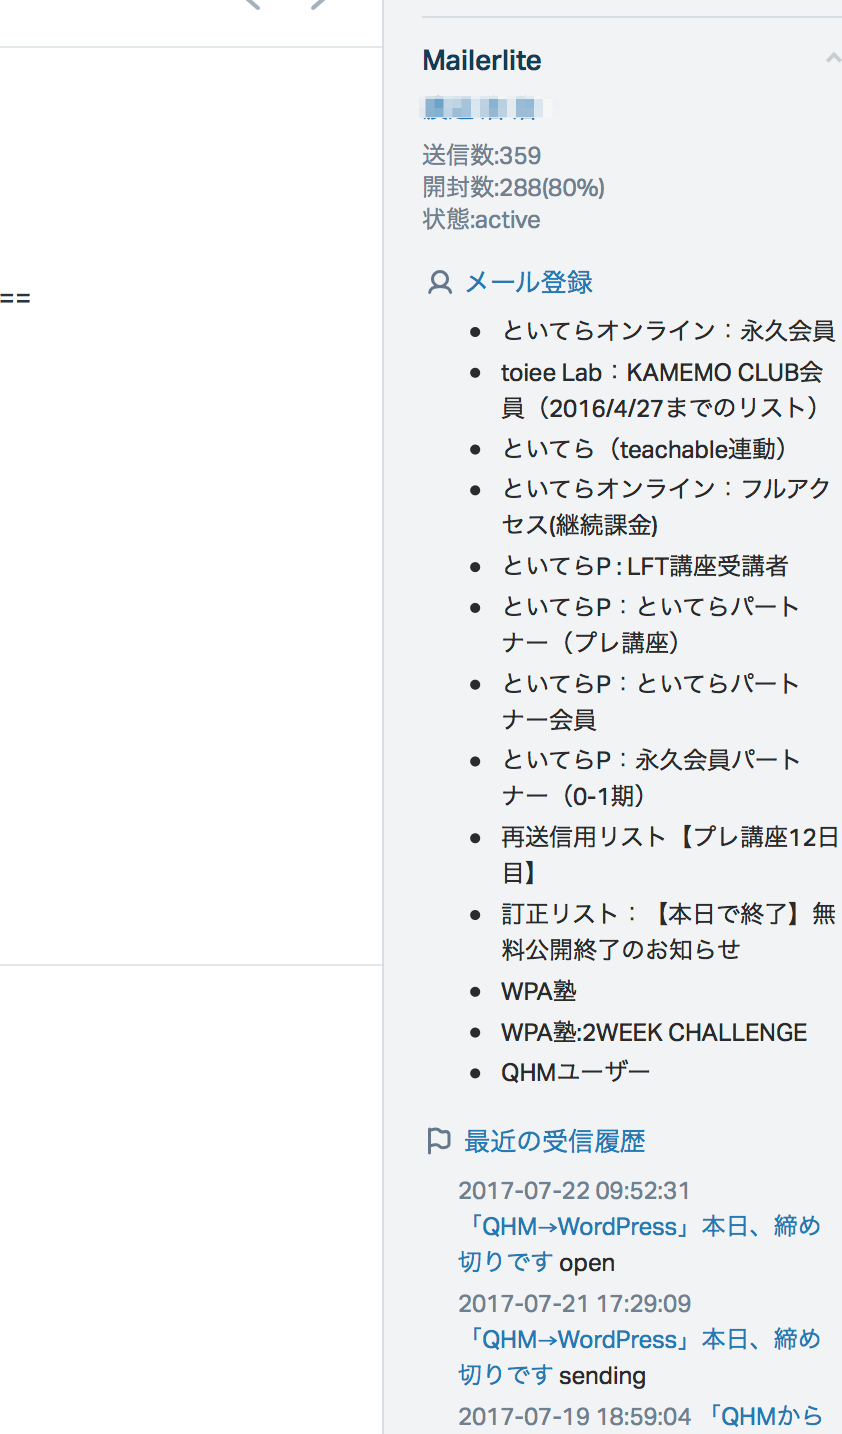 Mailerlite
送信数:359
開封数:288(80%)
状態:active
==
メール登録
といてらオンライン：永久会員
toiee Lab：KAMEMO CLUB会
員（2016/4/27までのリスト）
といてら（teachable連動）
といてらオンライン：フルアク
セス(継続課金)
といてらP : LFT講座受講者
といてらP：といてらパート
ナー（プレ講座）
といてらP：といてらパート
ナー会員
といてらP：永久会員パート
ナー（0-1期）
再送信用リスト【プレ講座12日
目】
訂正リスト：【本日で終了】無
料公開終了のお知らせ
WPA塾
WPA塾:2WEEK CHALLENGE
QHMユーザー
最近の受信履歴
2017-07-22 09:52:31
「QHM→WordPress」本日、締め
切りです open
2017-07-21 17:29:09
「QHM→WordPress」本日、締め
切りです sending
2017-07-19 18:59:04 「QHMから